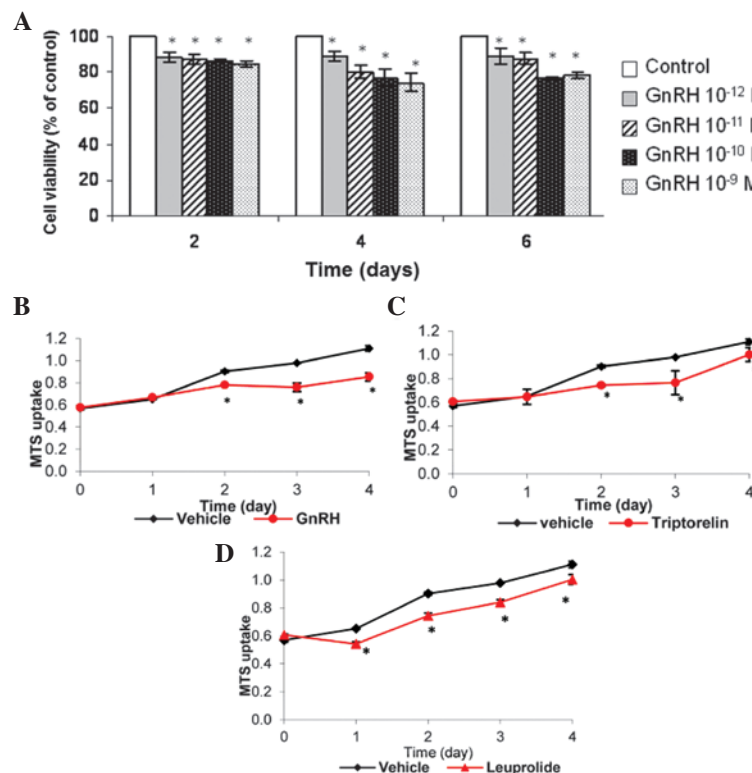 A
Cell viability (% of control)
100
80
60
40
20
0
* * * *
* * * *
* * * *
2 4 6
Time (days)
Control
GnRH 10-12
GnRH 10-11
GnRH 10-10
GnRH 10-9 M
B
MTS uptake
1.2
1.0
0.8
0.6
0.4
0.2
0.0
* * *
0 1 2 3 4
Time (day)
Vehicle GnRH
C
MTS uptake
1.2
1.0
0.8
0.6
0.4
0.2
0.0
* *
0 1 2 3 4
Time (day)
vehicle Triptorelin
D
MTS uptake
1.2
1.0
0.8
0.6
0.4
0.2
0.0
* * * *
0 1 2 3 4
Time (day)
Vehicle Leuprolide